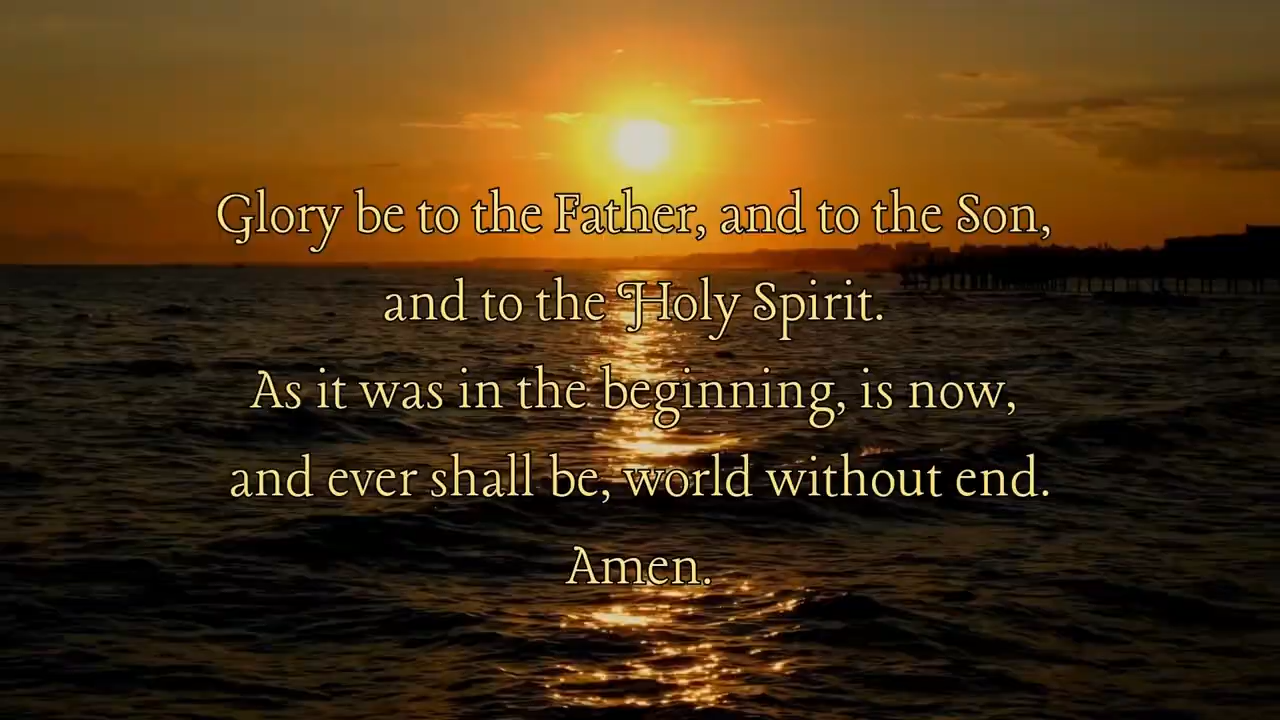 Glory be to the Father, and to the Son,
and to the Holy Spirit.
As it was in the beginning, is now,
and ever shall be, world without end.
Amen.